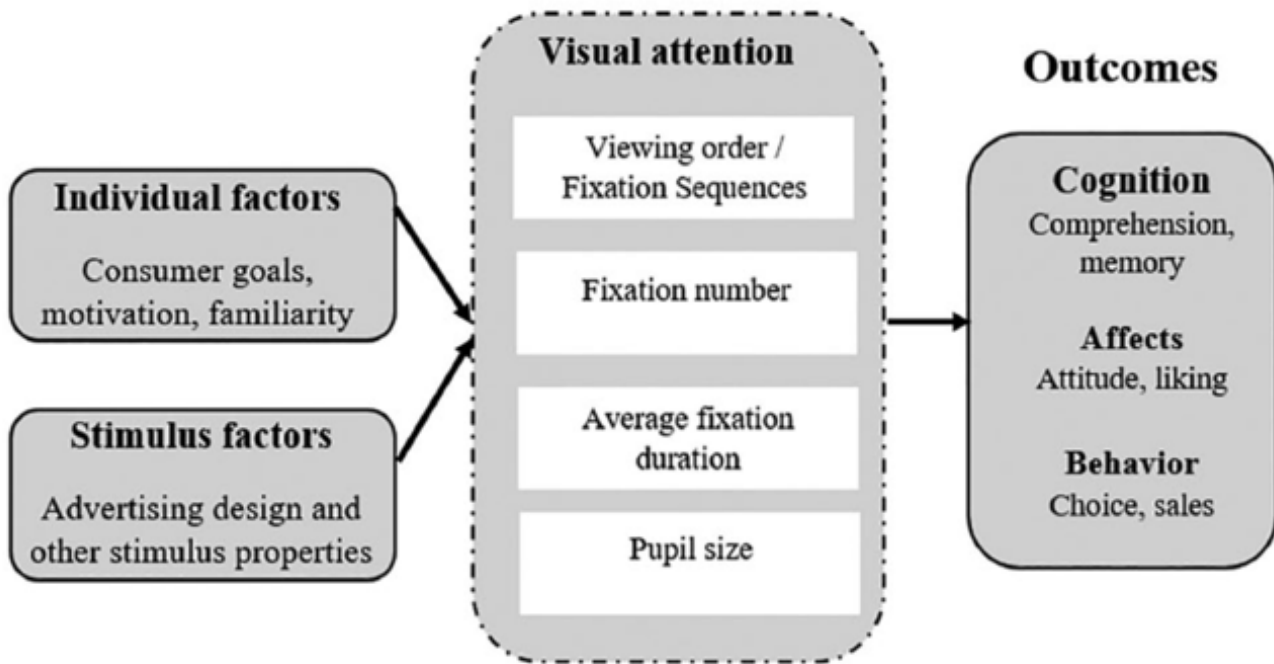 Individual factors
Consumer goals,
motivation, familiarity
Stimulus factors
Advertising design and
other stimulus properties
Visual attention
Viewing order /
Fixation Sequences
Fixation number
Average fixation
duration
Pupil size
Outcomes
Cognition
Comprehension,
memory
Affects
Attitude, liking
Behavior
Choice, sales